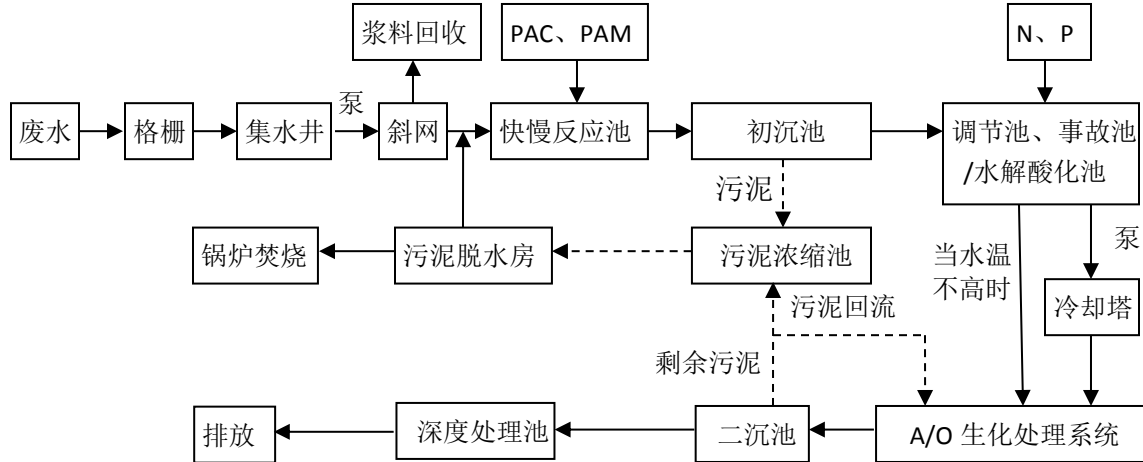 浆料回收
PAC、PAM
N、P
废水
格栅
集水井
泵
斜网
快慢反应池
初沉池
调节池、事故池
/水解酸化池
污泥
锅炉焚烧
污泥脱水房
污泥浓缩池
当水温
不高时
泵
冷却塔
污泥回流
剩余污泥
排放
深度处理池
二沉池
A/O 生化处理系统